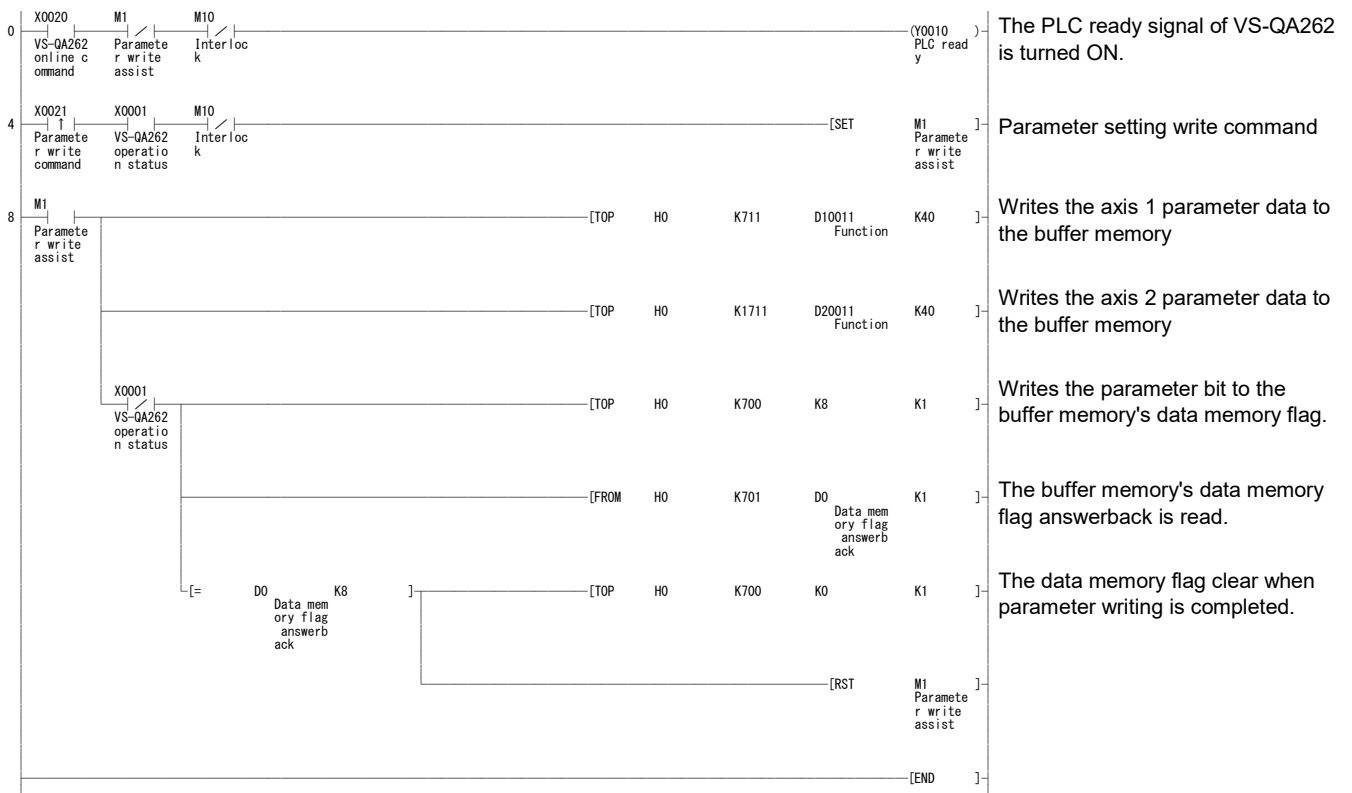 X0020 M1 M10
0 (Y0010 ) The PLC ready signal of VS-QA262
VS-QA262 Paramete Interloc PLC read is turned ON.
online c r write k y
ommand assist
X0021 X0001 M10
4 ↑ [SET M1 ] Parameter setting write command
Paramete VS-QA262 Interloc Paramete
r write operatio k r write
command n status assist
M1
8 [TOP H0 K711 D10011 K40 ] Writes the axis 1 parameter data to
Paramete Function the buffer memory
r write
assist
[TOP H0 K1711 D20011 K40 ] Writes the axis 2 parameter data to
Function the buffer memory
X0001
[TOP H0 K700 K8 K1 ] Writes the parameter bit to the
VS-QA262 buffer memory's data memory flag.
operatio
n status
[FROM H0 K701 D0 K1 ] The buffer memory's data memory
Data mem flag answerback is read.
ory flag
answerb
ack
[= D0 K8 ] [TOP H0 K700 K0 K1 ] The data memory flag clear when
Data mem parameter writing is completed.
ory flag
answerb
ack
[RST M1 ]
Paramete
r write
assist
[END ]